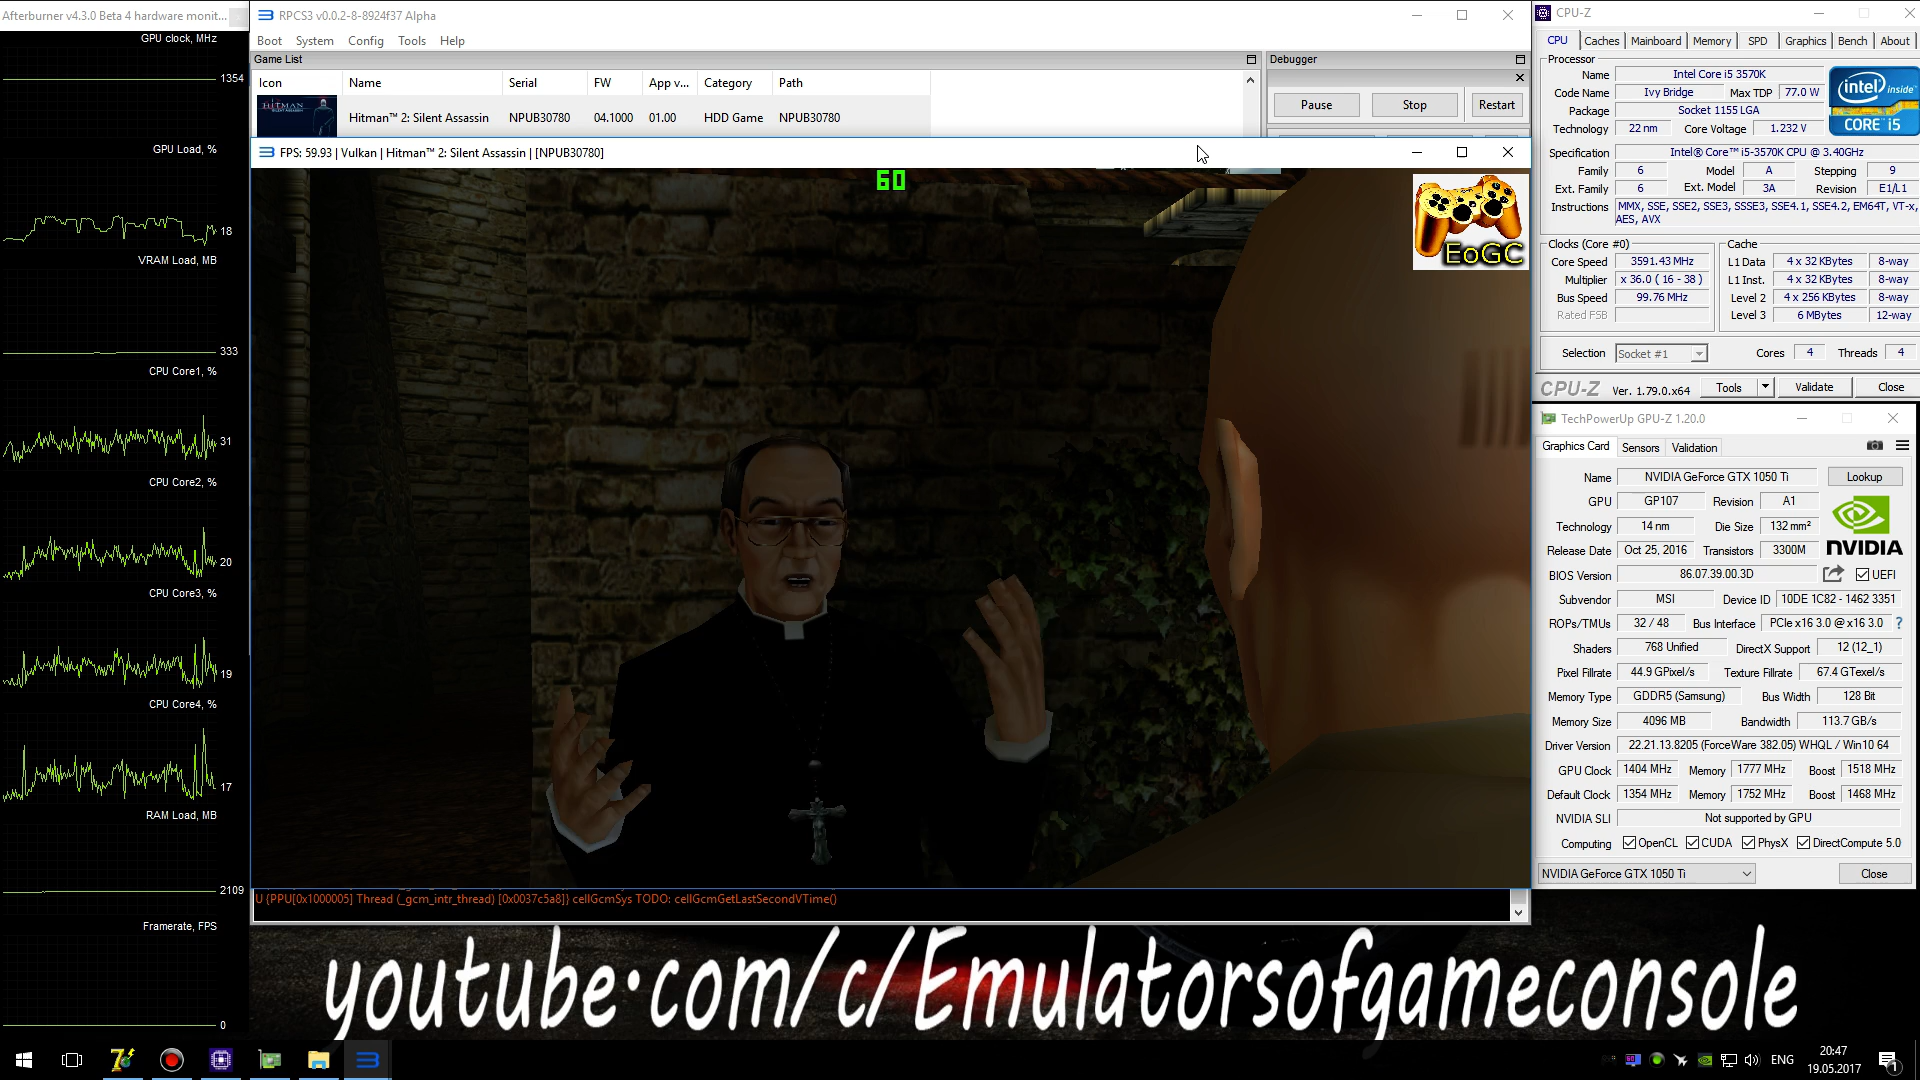 Afterburner v4.3.0 Beta 4 hardware monit...
GPU clock, MHz
1354
GPU Load, %
18
VRAM Load, MB
333
CPU Core1, %
31
CPU Core2, %
20
CPU Core3, %
19
CPU Core4, %
17
RAM Load, MB
2109
Framerate, FPS
0
RPCS3 v0.0.2-8-8924f37 Alpha
Boot System Config Tools Help
Game List
Icon Name Serial FW App v... Category Path
HITMAN
Hitman™ 2: Silent Assassin NPUB30780 04.1000 01.00 HDD Game NPUB30780
Debugger
Pause Stop Restart
FPS: 59.93 | Vulkan | Hitman™ 2: Silent Assassin | [NPUB30780]
60
EoGC
U {PPU[0x1000005] Thread (_gcm_intr_thread) [0x0037c5a8]} cellGcmSys TODO: cellGcmGetLastSecondVTime()
CPU-Z
CPU Caches Mainboard Memory SPD Graphics Bench About
Processor
Name Intel Core i5 3570K
Code Name Ivy Bridge Max TDP 77.0 W
Package Socket 1155 LGA
Technology 22 nm Core Voltage 1.232 V
intel inside
CORE i5
Specification Intel® Core™ i5-3570K CPU @ 3.40GHz
Family 6 Model A Stepping 9
Ext. Family 6 Ext. Model 3A Revision E1/L1
Instructions MMX, SSE, SSE2, SSE3, SSSE3, SSE4.1, SSE4.2, EM64T, VT-x,
AES, AVX
Clocks (Core #0)
Core Speed 3591.43 MHz
Multiplier x 36.0 ( 16 - 38 )
Bus Speed 99.76 MHz
Rated FSB
Cache
L1 Data 4 x 32 KBytes 8-way
L1 Inst. 4 x 32 KBytes 8-way
Level 2 4 x 256 KBytes 8-way
Level 3 6 MBytes 12-way
Selection Socket #1 Cores 4 Threads 4
CPU-Z Ver. 1.79.0.x64 Tools Validate Close
TechPowerUp GPU-Z 1.20.0
Graphics Card Sensors Validation
Name NVIDIA GeForce GTX 1050 Ti Lookup
GPU GP107 Revision A1
Technology 14 nm Die Size 132 mm²
Release Date Oct 25, 2016 Transistors 3300M
NVIDIA
BIOS Version 86.07.39.00.3D UEFI
Subvendor MSI Device ID 10DE 1C82 - 1462 3351
ROPs/TMUs 32 / 48 Bus Interface PCIe x16 3.0 @ x16 3.0 ?
Shaders 768 Unified DirectX Support 12 (12_1)
Pixel Fillrate 44.9 GPixel/s Texture Fillrate 67.4 GTexel/s
Memory Type GDDR5 (Samsung) Bus Width 128 Bit
Memory Size 4096 MB Bandwidth 113.7 GB/s
Driver Version 22.21.13.8205 (ForceWare 382.05) WHQL / Win10 64
GPU Clock 1404 MHz Memory 1777 MHz Boost 1518 MHz
Default Clock 1354 MHz Memory 1752 MHz Boost 1468 MHz
NVIDIA SLI Not supported by GPU
Computing OpenCL CUDA PhysX DirectCompute 5.0
NVIDIA GeForce GTX 1050 Ti Close
youtube.com/c/Emulatorsofgameconsole
ENG
20:47
19.05.2017
1